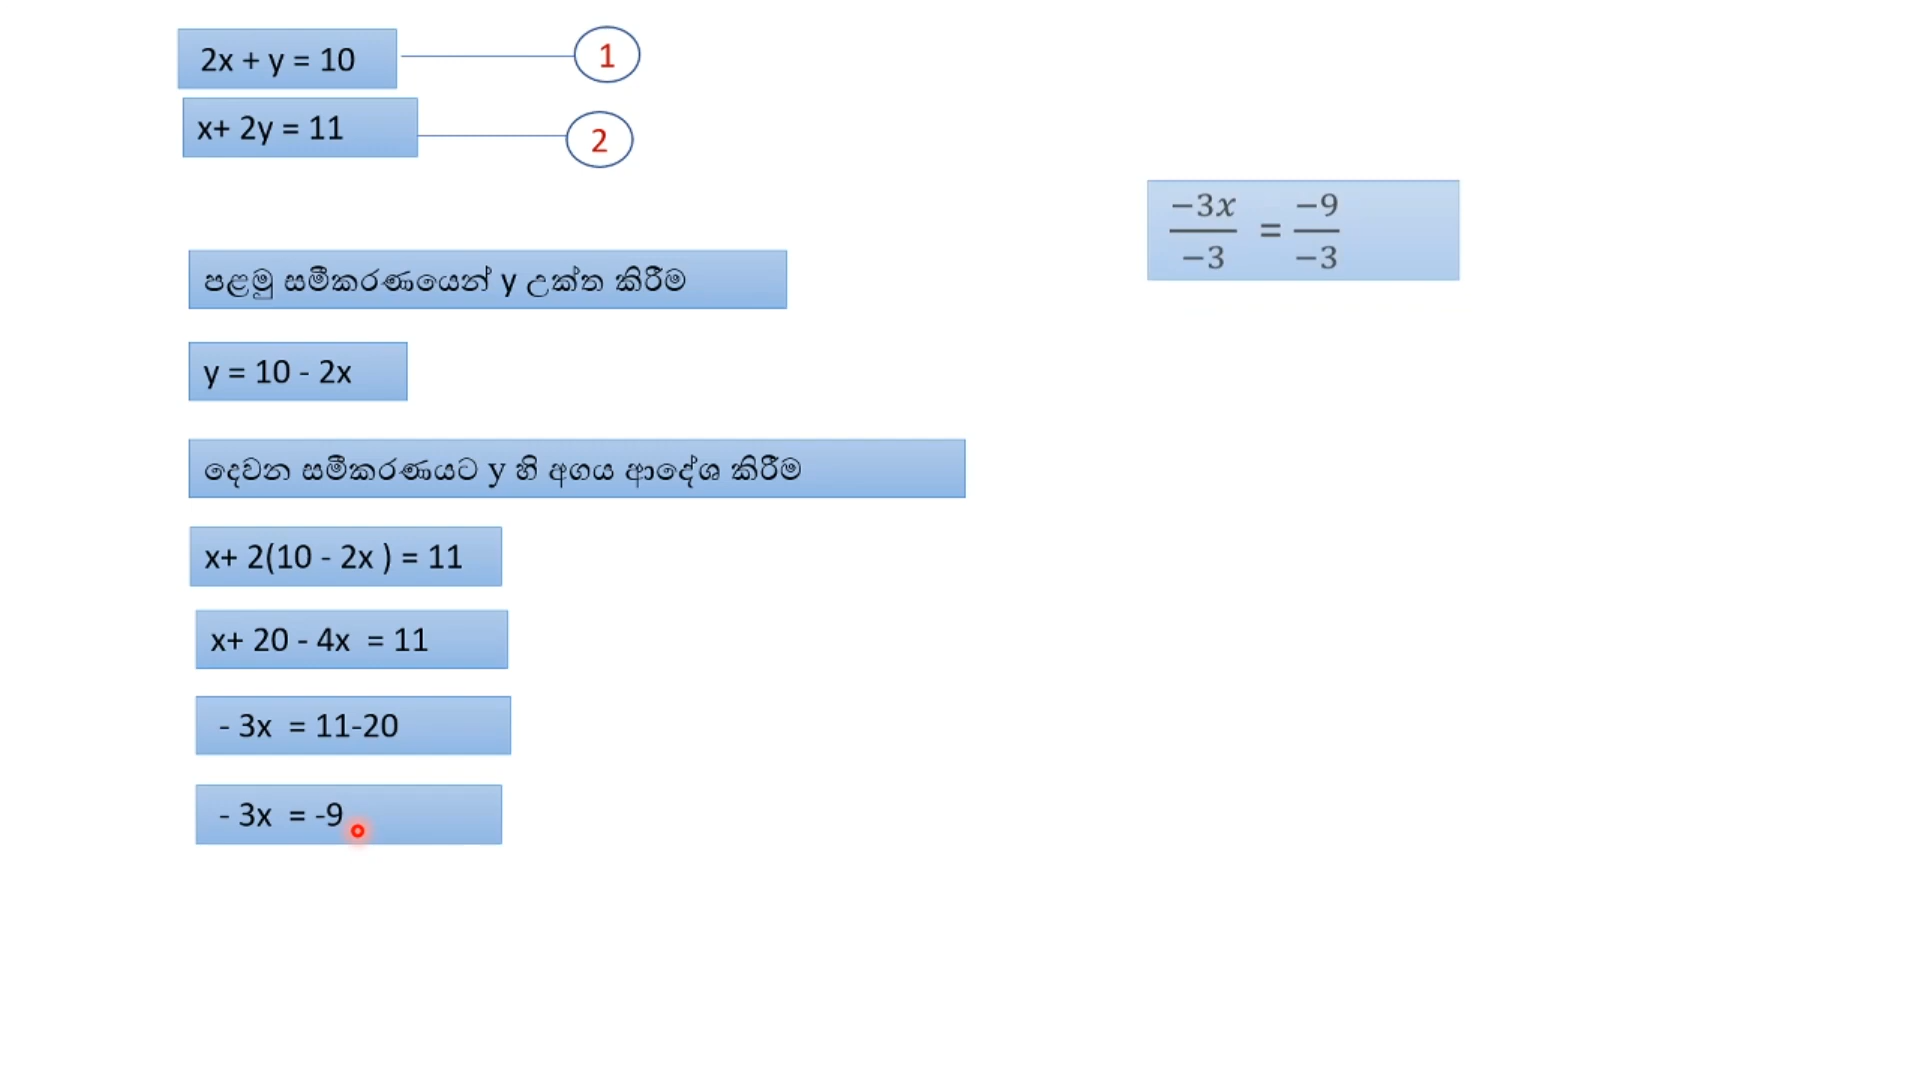 2x + y = 10
1
x+ 2y = 11
2
පළමු සමීකරණයෙන් y උක්ත කිරීම
y = 10 - 2x
දෙවන සමීකරණයට y හි අගය ආදේශ කිරීම
x+ 2(10 - 2x ) = 11
x+ 20 - 4x = 11
- 3x = 11-20
- 3x = -9
−3x/−3 = −9/−3